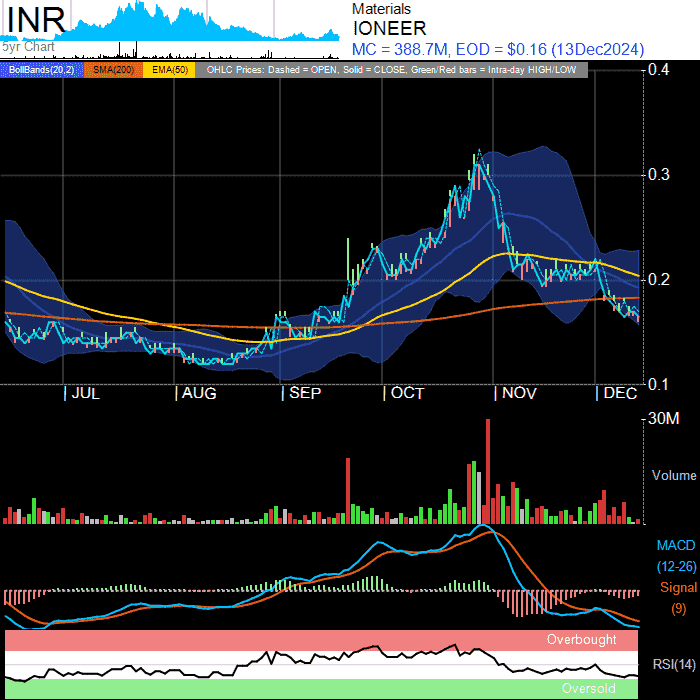 INR
5yr Chart
Materials
IONEER
MC = 388.7M, EOD = $0.16 (13Dec2024)
BollBands(20,2) SMA(200) EMA(50) OHLC Prices: Dashed = OPEN, Solid = CLOSE, Green/Red bars = Intra-day HIGH/LOW
0.4
0.3
0.2
0.1
JUL AUG SEP OCT NOV DEC
30M
Volume
MACD
(12-26)
Signal
(9)
Overbought
RSI(14)
Oversold